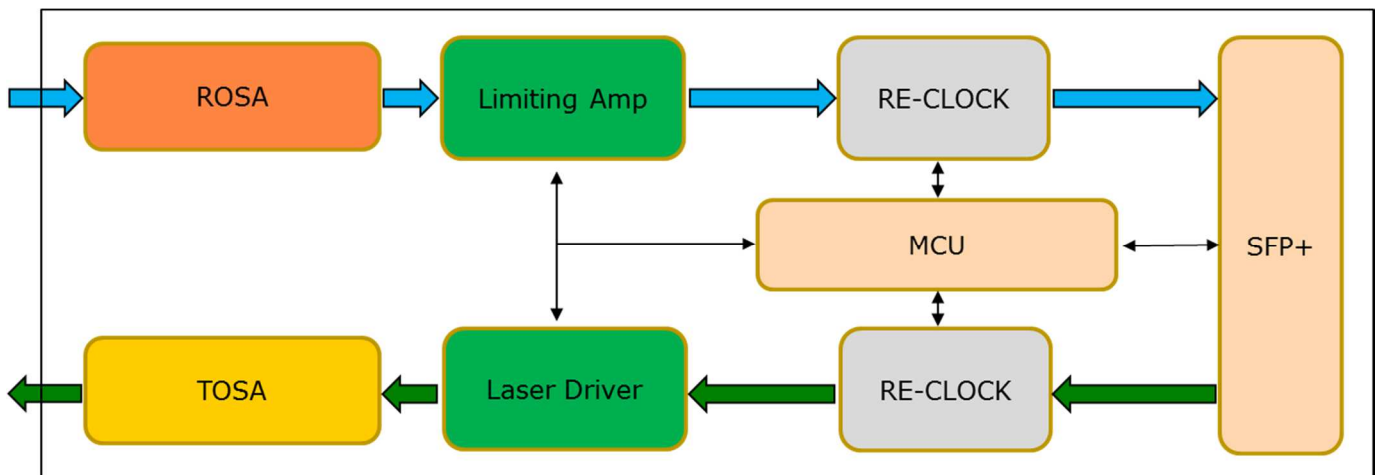 ROSA
Limiting Amp
RE-CLOCK
MCU
SFP+
TOSA
Laser Driver
RE-CLOCK